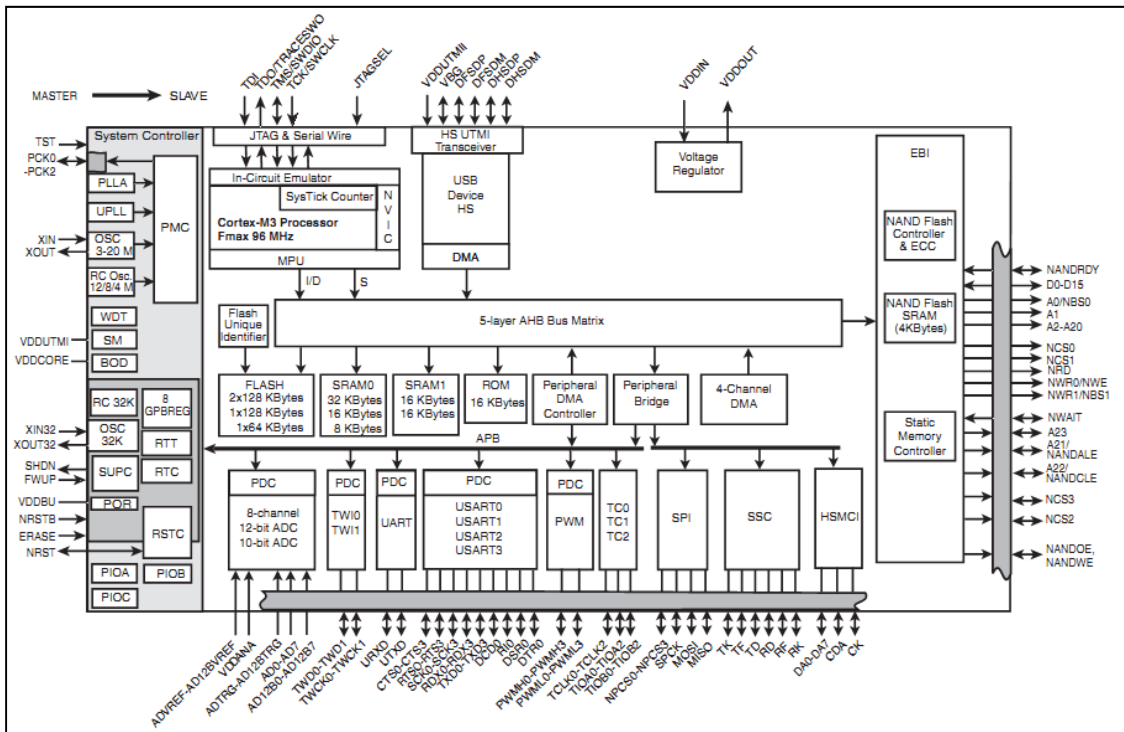 TDI
TDO/TRACESWO
TMS/SWDIO
TCK/SWCLK
JTAGSEL
VDDUTMII
VBG
DFSDP
DFSDM
DHSDP
DHSDM
VDDIN
VDDOUT
MASTER
SLAVE
System Controller
TST
PCK0
-PCK2
PLLA
UPLL
PMC
XIN
XOUT
OSC
3-20 M
RC Osc.
12/8/4 M
WDT
VDDUTMI
SM
VDDCORE
BOD
RC 32K
8
GPBREG
XIN32
XOUT32
OSC
32K
RTT
SHDN
FWUP
SUPC
RTC
VDDBU
POR
NRSTB
ERASE
NRST
RSTC
PIOA
PIOB
PIOC
JTAG & Serial Wire
In-Circuit Emulator
SysTick Counter
N
V
I
C
Cortex-M3 Processor
Fmax 96 MHz
MPU
I/D
S
HS UTMI
Transceiver
USB
Device
HS
DMA
Voltage
Regulator
Flash
Unique
Identifier
5-layer AHB Bus Matrix
FLASH
2x128 KBytes
1x128 KBytes
1x64 KBytes
SRAM0
32 KBytes
16 KBytes
8 KBytes
SRAM1
16 KBytes
16 KBytes
ROM
16 KBytes
Peripheral
DMA
Controller
Peripheral
Bridge
4-Channel
DMA
APB
EBI
NAND Flash
Controller
& ECC
NAND Flash
SRAM
(4KBytes)
Static
Memory
Controller
NANDRDY
D0-D15
A0/NBS0
A1
A2-A20
NCS0
NCS1
NRD
NWR0/NWE
NWR1/NBS1
NWAIT
A23
A21/
NANDALE
A22/
NANDCLE
NCS3
NCS2
NANDOE,
NANDWE
PDC
8-channel
12-bit ADC
10-bit ADC
PDC
TWI0
TWI1
PDC
UART
PDC
USART0
USART1
USART2
USART3
PDC
PWM
TC0
TC1
TC2
SPI
SSC
HSMCI
ADVREF-AD12BVREF
VDDANA
ADTRG-AD12BTRG
AD0-AD7
AD12B0-AD12B7
TWD0-TWD1
TWCK0-TWCK1
URXD
UTXD
CTS0-CTS3
RTS0-RTS3
SCK0-SCK3
RDX0-RDX3
TXD0-TXD3
DCD0
RI0
DSR0
DTR0
PWMH0-PWMH3
PWML0-PWML3
TCLK0-TCLK2
TIOA0-TIOA2
TIOB0-TIOB2
NPCS0-NPCS3
SPCK
MOSI
MISO
TK
TF
TD
RD
RF
RK
DA0-DA7
CDA
CK